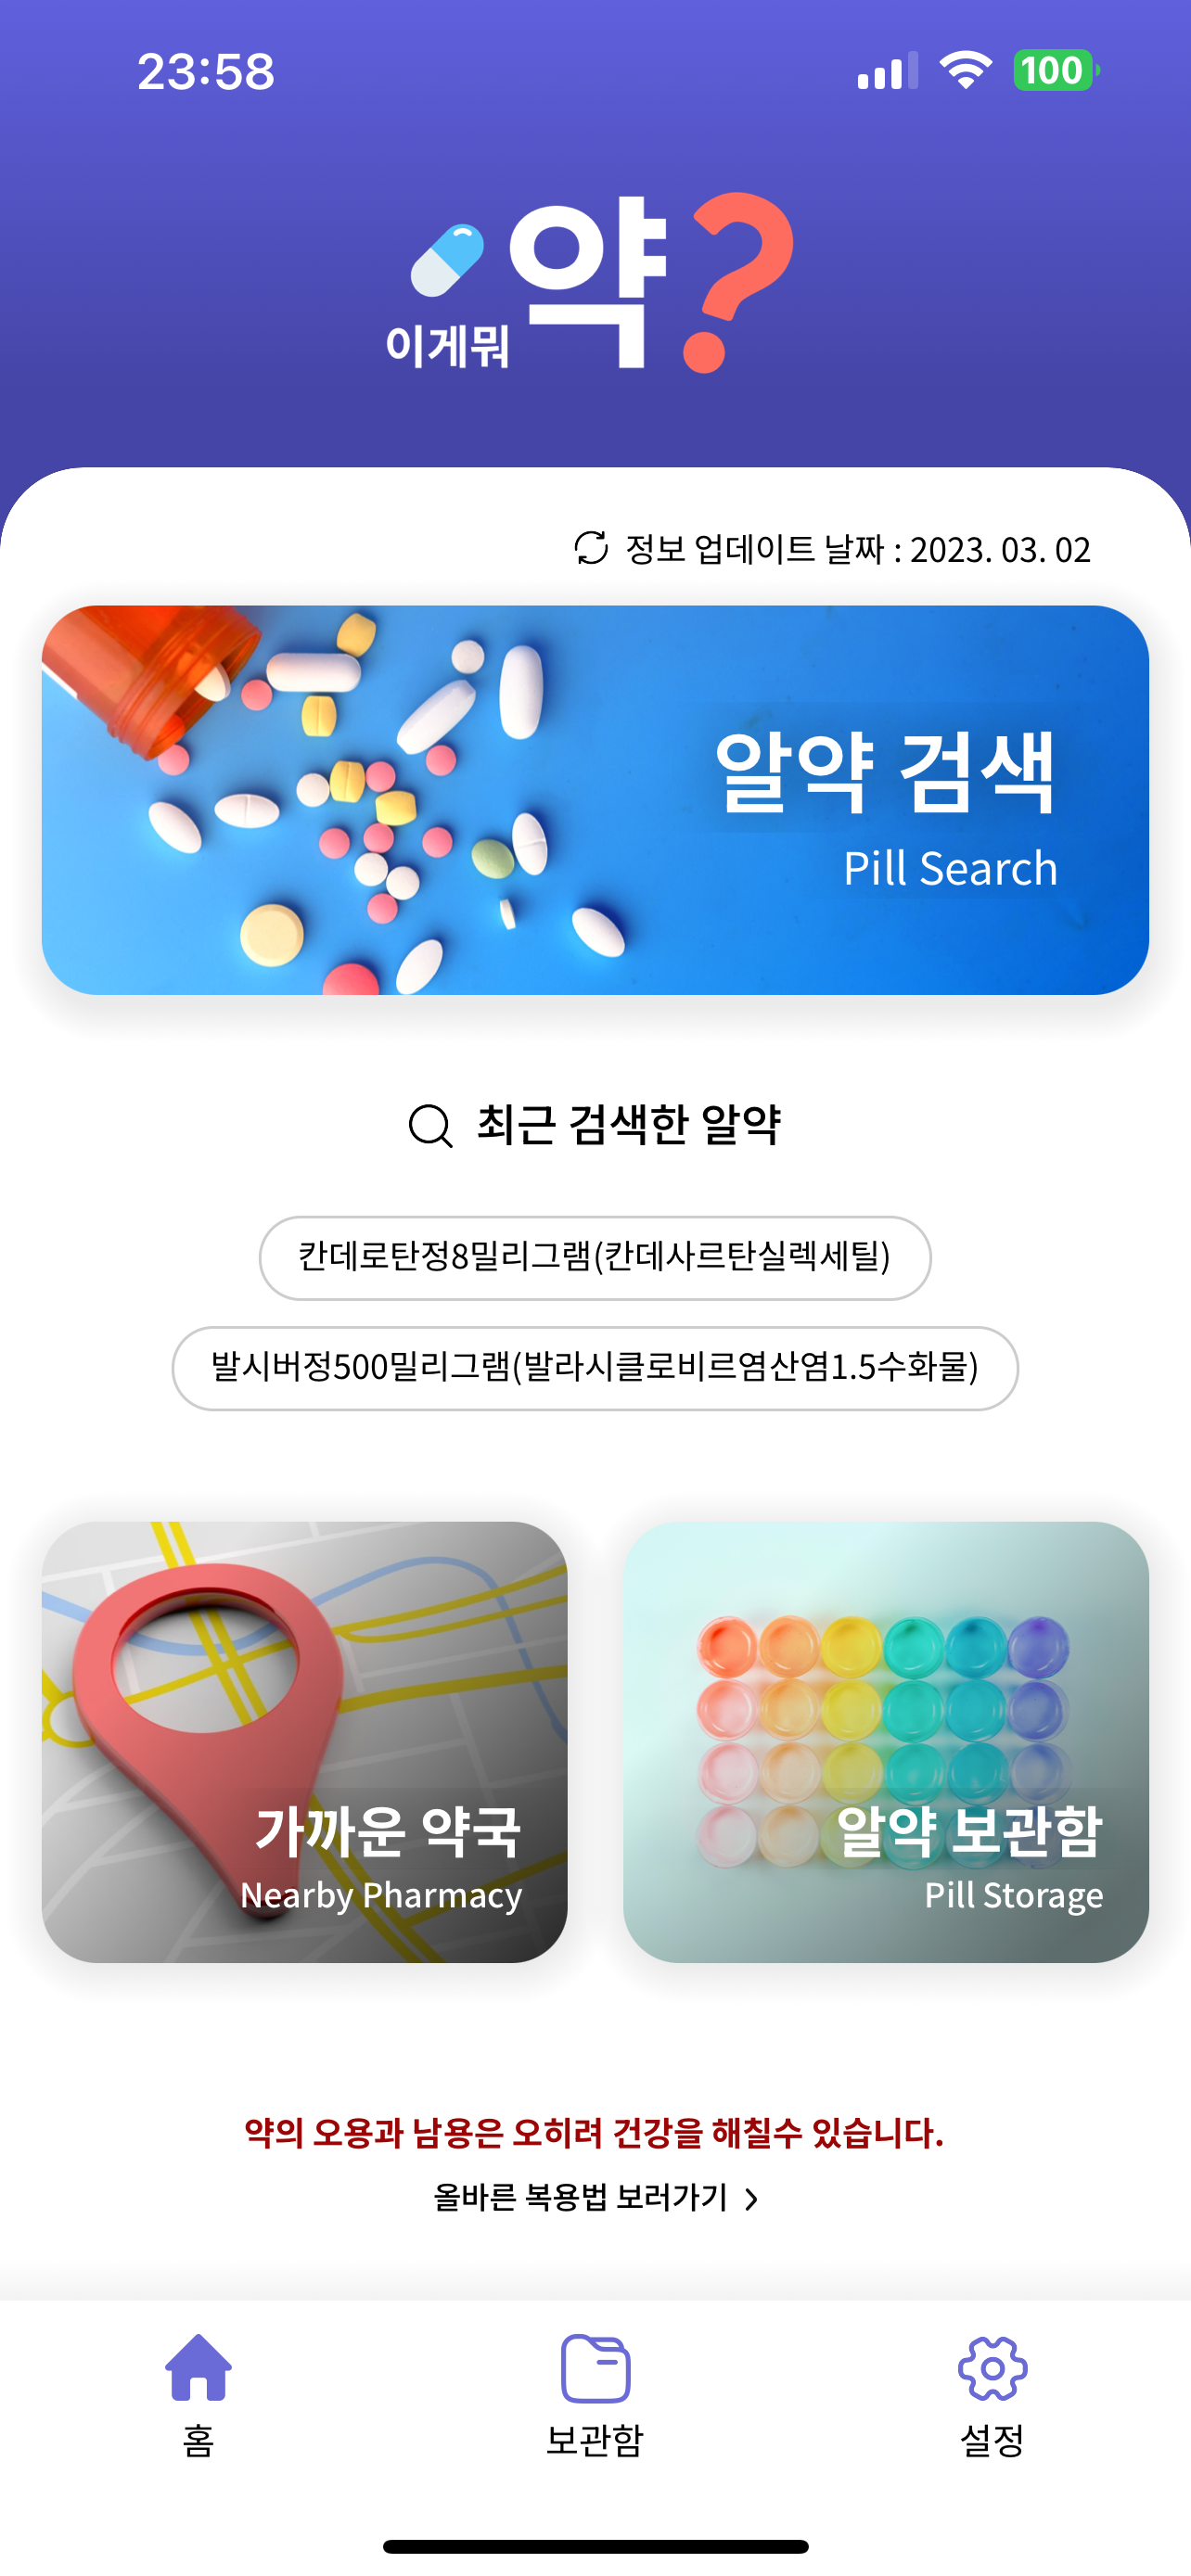 23:58
100
이게뭐 약?
정보 업데이트 날짜 : 2023. 03. 02
알약 검색
Pill Search
최근 검색한 알약
칸데로탄정8밀리그램(칸데사르탄실렉세틸)
발시버정500밀리그램(발라시클로비르염산염1.5수화물)
가까운 약국
Nearby Pharmacy
알약 보관함
Pill Storage
약의 오용과 남용은 오히려 건강을 해칠수 있습니다.
올바른 복용법 보러가기
홈
보관함
설정